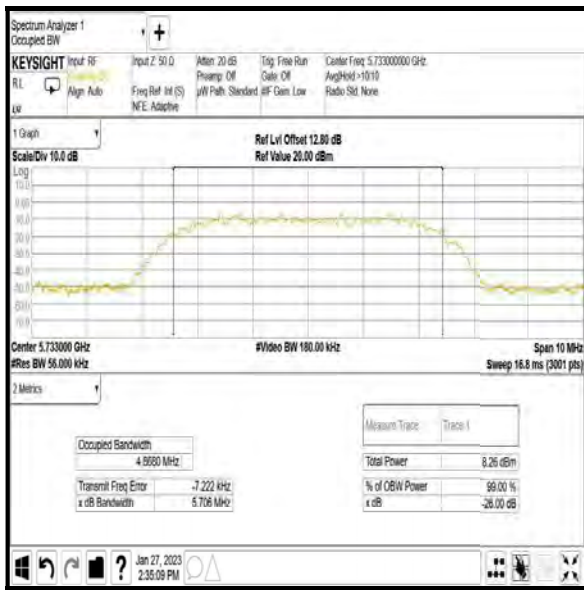 Spectrum Analyzer 1
Occupied BW
KEYSIGHT Input: RF Input Z: 50 Ω Atten: 20 dB Trig: Free Run Center Freq: 5.733000000 GHz
Preamp: Off Gate: Off Avg|Hold >10/10
RL Align: Auto Freq Ref: Int (S) µW Path: Standard #IF Gain: Low Radio Std: None
NFE: Adaptive
1 Graph
Ref Lvl Offset 12.80 dB
Scale/Div 10.0 dB Ref Value 20.00 dBm
Log
10.0
0.00
Center 5.733000 GHz #Video BW 180.00 kHz Span 10 MHz
#Res BW 56.000 kHz Sweep 16.8 ms (3001 pts)
2 Metrics
Measure Trace Trace 1
Occupied Bandwidth
4.8680 MHz Total Power 8.26 dBm
Transmit Freq Error -7.222 kHz % of OBW Power 99.00 %
x dB Bandwidth 5.706 MHz x dB -26.00 dB
Jan 27, 2023
2:35:09 PM